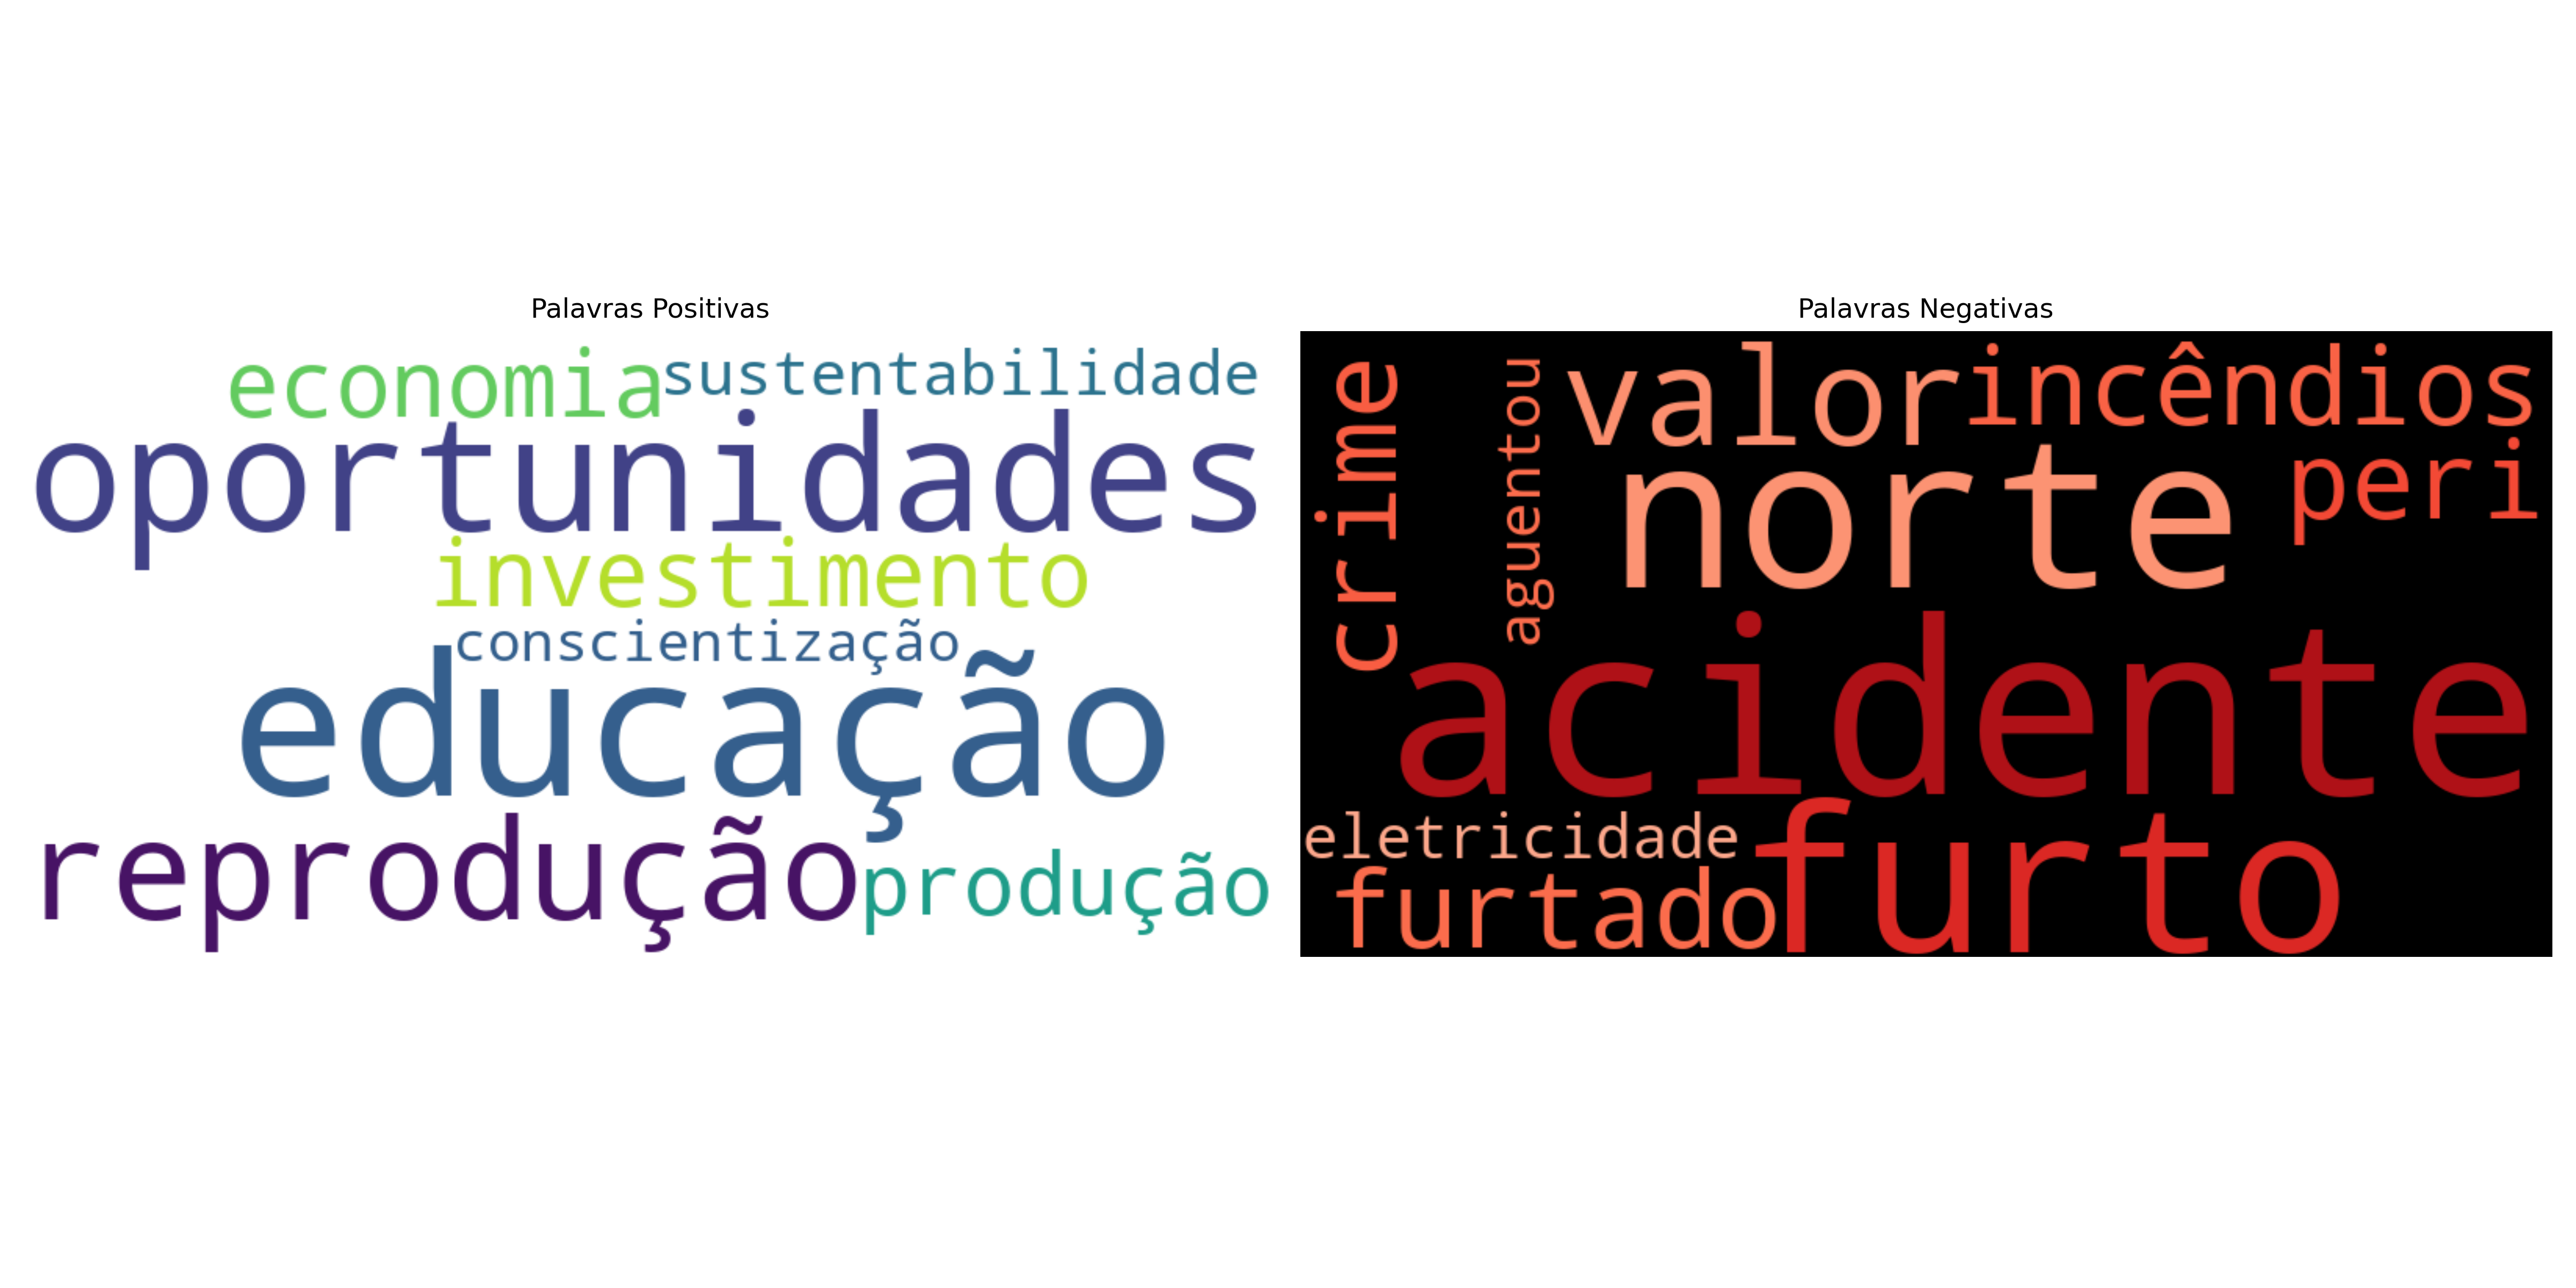 Palavras Positivas
economia
sustentabilidade
oportunidades
investimento
conscientização
educação
reprodução
produção
Palavras Negativas
crime
aguentou
valor
incêndios
norte
peri
acidente
eletricidade
furtado
furto